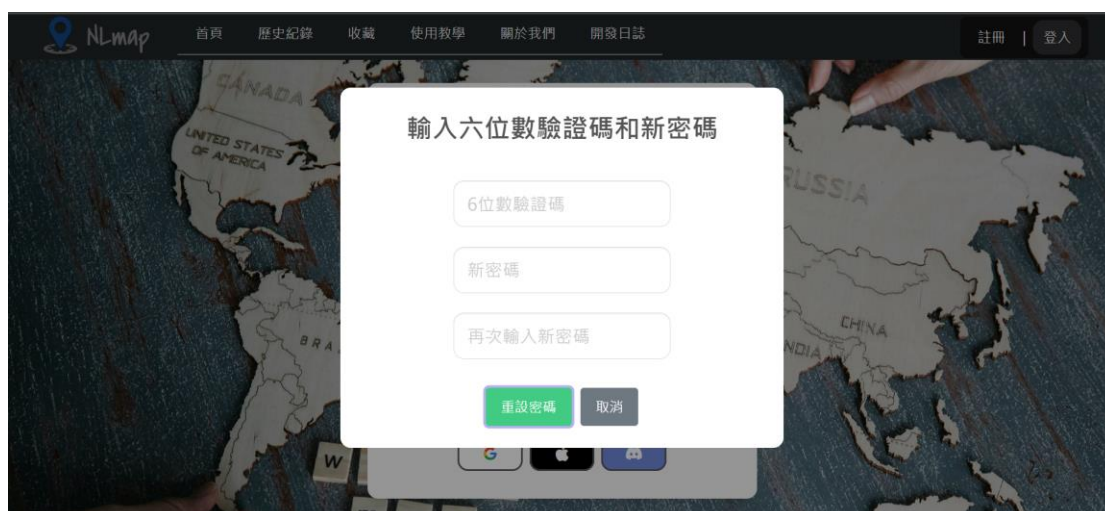 NLmap
首頁 歷史紀錄 收藏 使用教學 關於我們 開發日誌
註冊 | 登入
CANADA
UNITED STATES
OF AMERICA
RUSSIA
輸入六位數驗證碼和新密碼
6位數驗證碼
新密碼
再次輸入新密碼
CHINA
BRA
NDIA
重設密碼 取消
W
G